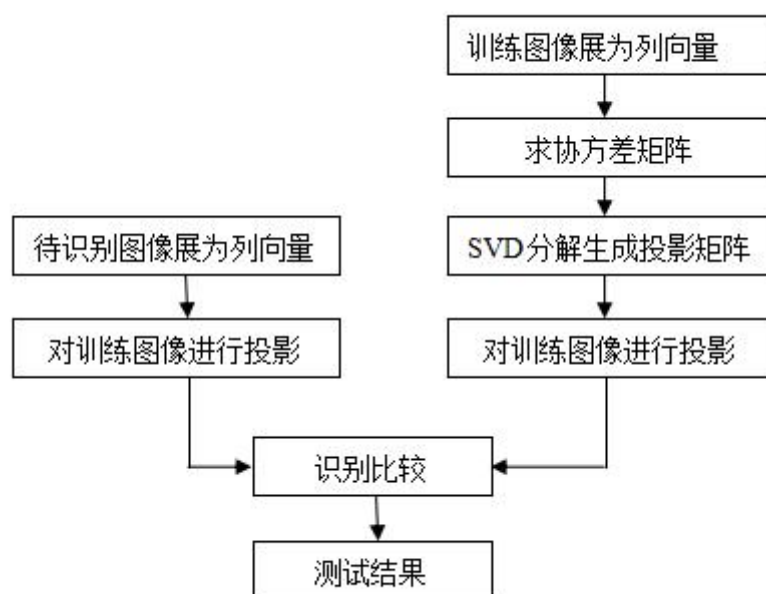 训练图像展为列向量
求协方差矩阵
待识别图像展为列向量
SVD分解生成投影矩阵
对训练图像进行投影
对训练图像进行投影
识别比较
测试结果